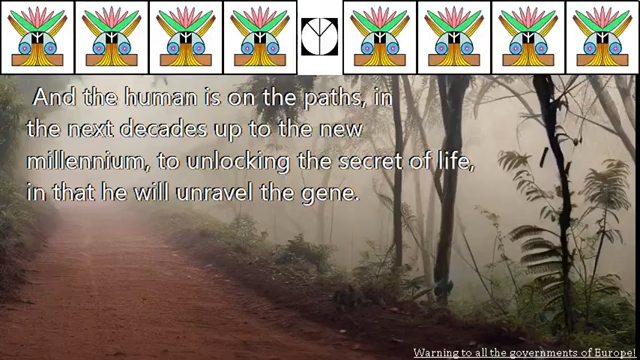 And the human is on the paths, in
the next decades up to the new
millennium, to unlocking the secret of life,
in that he will unravel the gene.
Warning to all the governments of Europe!